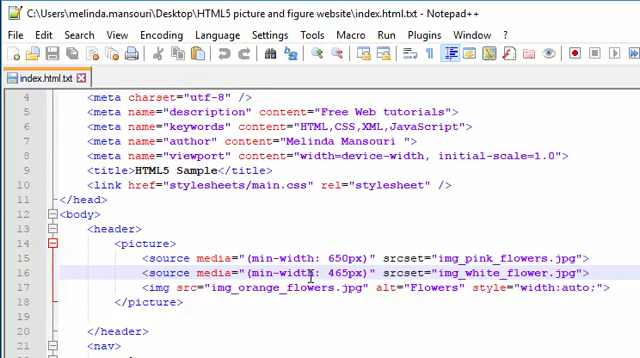 C:\Users\melinda.mansouri\Desktop\HTML5 picture and figure website\index.html.txt - Notepad++
File Edit Search View Encoding Language Settings Tools Macro Run Plugins Window ?
index.html.txt
4 <meta charset="utf-8" />
5 <meta name="description" content="Free Web tutorials">
6 <meta name="keywords" content="HTML,CSS,XML,JavaScript">
7 <meta name="author" content="Melinda Mansouri ">
8 <meta name="viewport" content="width=device-width, initial-scale=1.0">
9 <title>HTML5 Sample</title>
10 <link href="stylesheets/main.css" rel="stylesheet" />
11 </head>
12 <body>
13 <header>
14 <picture>
15 <source media="(min-width: 650px)" srcset="img_pink_flowers.jpg">
16 <source media="(min-width: 465px)" srcset="img_white_flower.jpg">
17 <img src="img_orange_flowers.jpg" alt="Flowers" style="width:auto;">
18 </picture>
19
20 </header>
21 <nav>